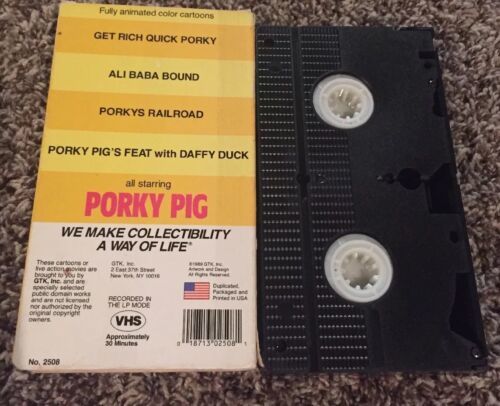 Fully animated color cartoons
GET RICH QUICK PORKY
ALI BABA BOUND
PORKYS RAILROAD
PORKY PIG'S FEAT with DAFFY DUCK
all starring
PORKY PIG
WE MAKE COLLECTIBILITY
A WAY OF LIFE®
These cartoons or
live action movies are
brought to you by
GTK, Inc. and are
specially selected
public domain works
and are not licensed
nor authorized by the
original copyright
owners.
GTK, Inc.
2 East 37th Street
New York, NY 10016
RECORDED IN
THE LP MODE
VHS
Approximately
30 Minutes
©1989 GTK, Inc.
Artwork and Design
All Rights Reserved.
Duplicated,
Packaged and
Printed in USA
0 18713 02508 1
No. 2508